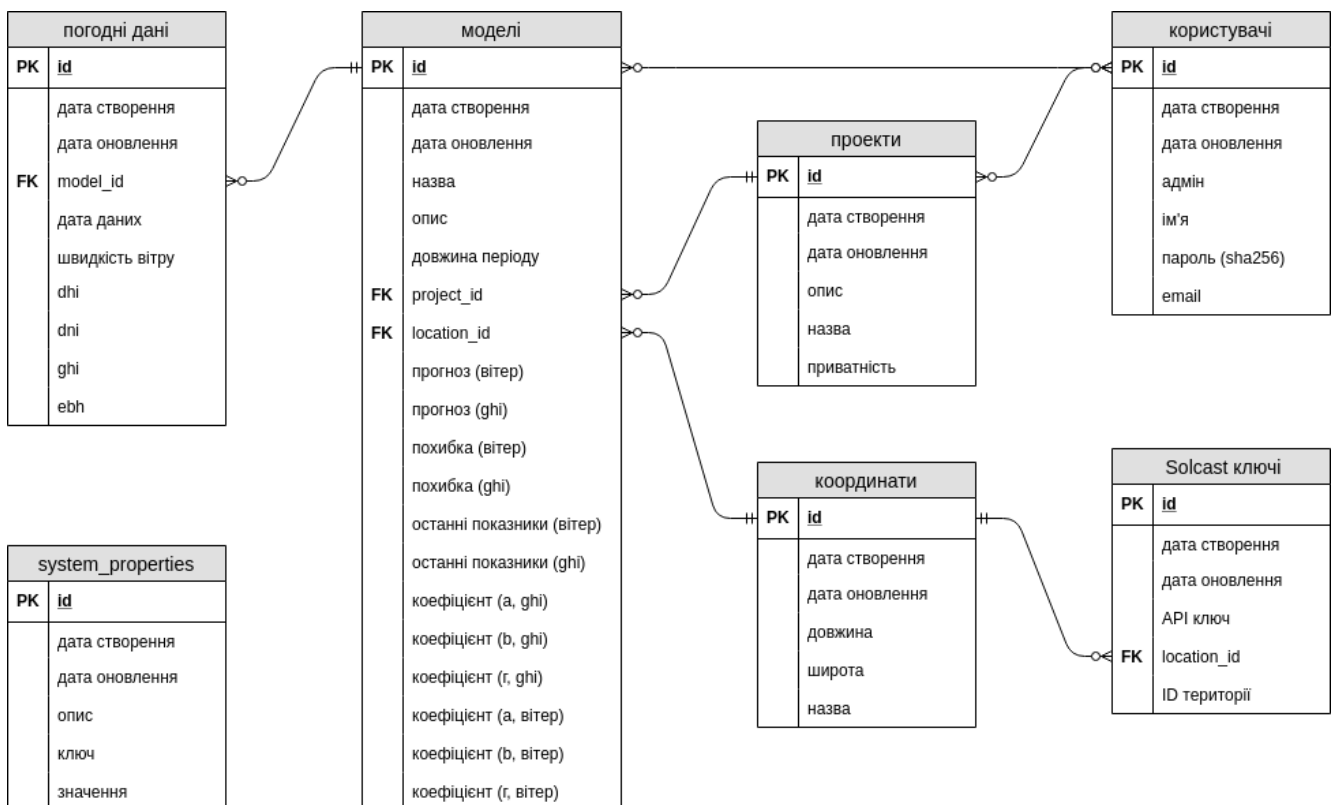 погодні дані
PK id
дата створення
дата оновлення
FK model_id
дата даних
швидкість вітру
dhi
dni
ghi
ebh
моделі
PK id
дата створення
дата оновлення
назва
опис
довжина періоду
FK project_id
FK location_id
прогноз (вітер)
прогноз (ghi)
похибка (вітер)
похибка (ghi)
останні показники (вітер)
останні показники (ghi)
коефіцієнт (a, ghi)
коефіцієнт (b, ghi)
коефіцієнт (г, ghi)
коефіцієнт (a, вітер)
коефіцієнт (b, вітер)
коефіцієнт (г, вітер)
проекти
PK id
дата створення
дата оновлення
опис
назва
приватність
користувачі
PK id
дата створення
дата оновлення
адмін
ім'я
пароль (sha256)
email
system_properties
PK id
дата створення
дата оновлення
опис
ключ
значення
координати
PK id
дата створення
дата оновлення
довжина
широта
назва
Solcast ключі
PK id
дата створення
дата оновлення
API ключ
FK location_id
ID території